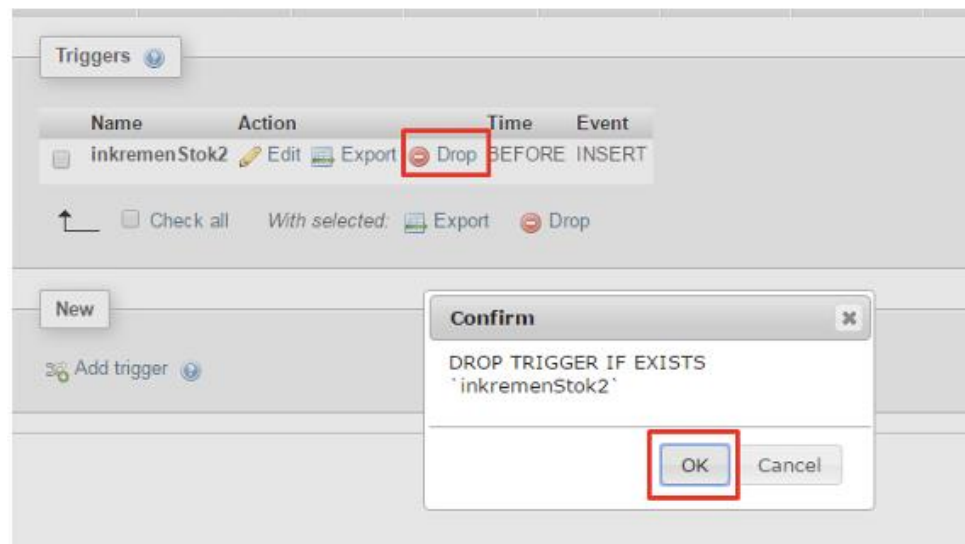 Triggers
Name Action Time Event
inkremenStok2 Edit Export Drop BEFORE INSERT
Check all With selected: Export Drop
New
Add trigger
Confirm
DROP TRIGGER IF EXISTS
`inkremenStok2`
OK Cancel